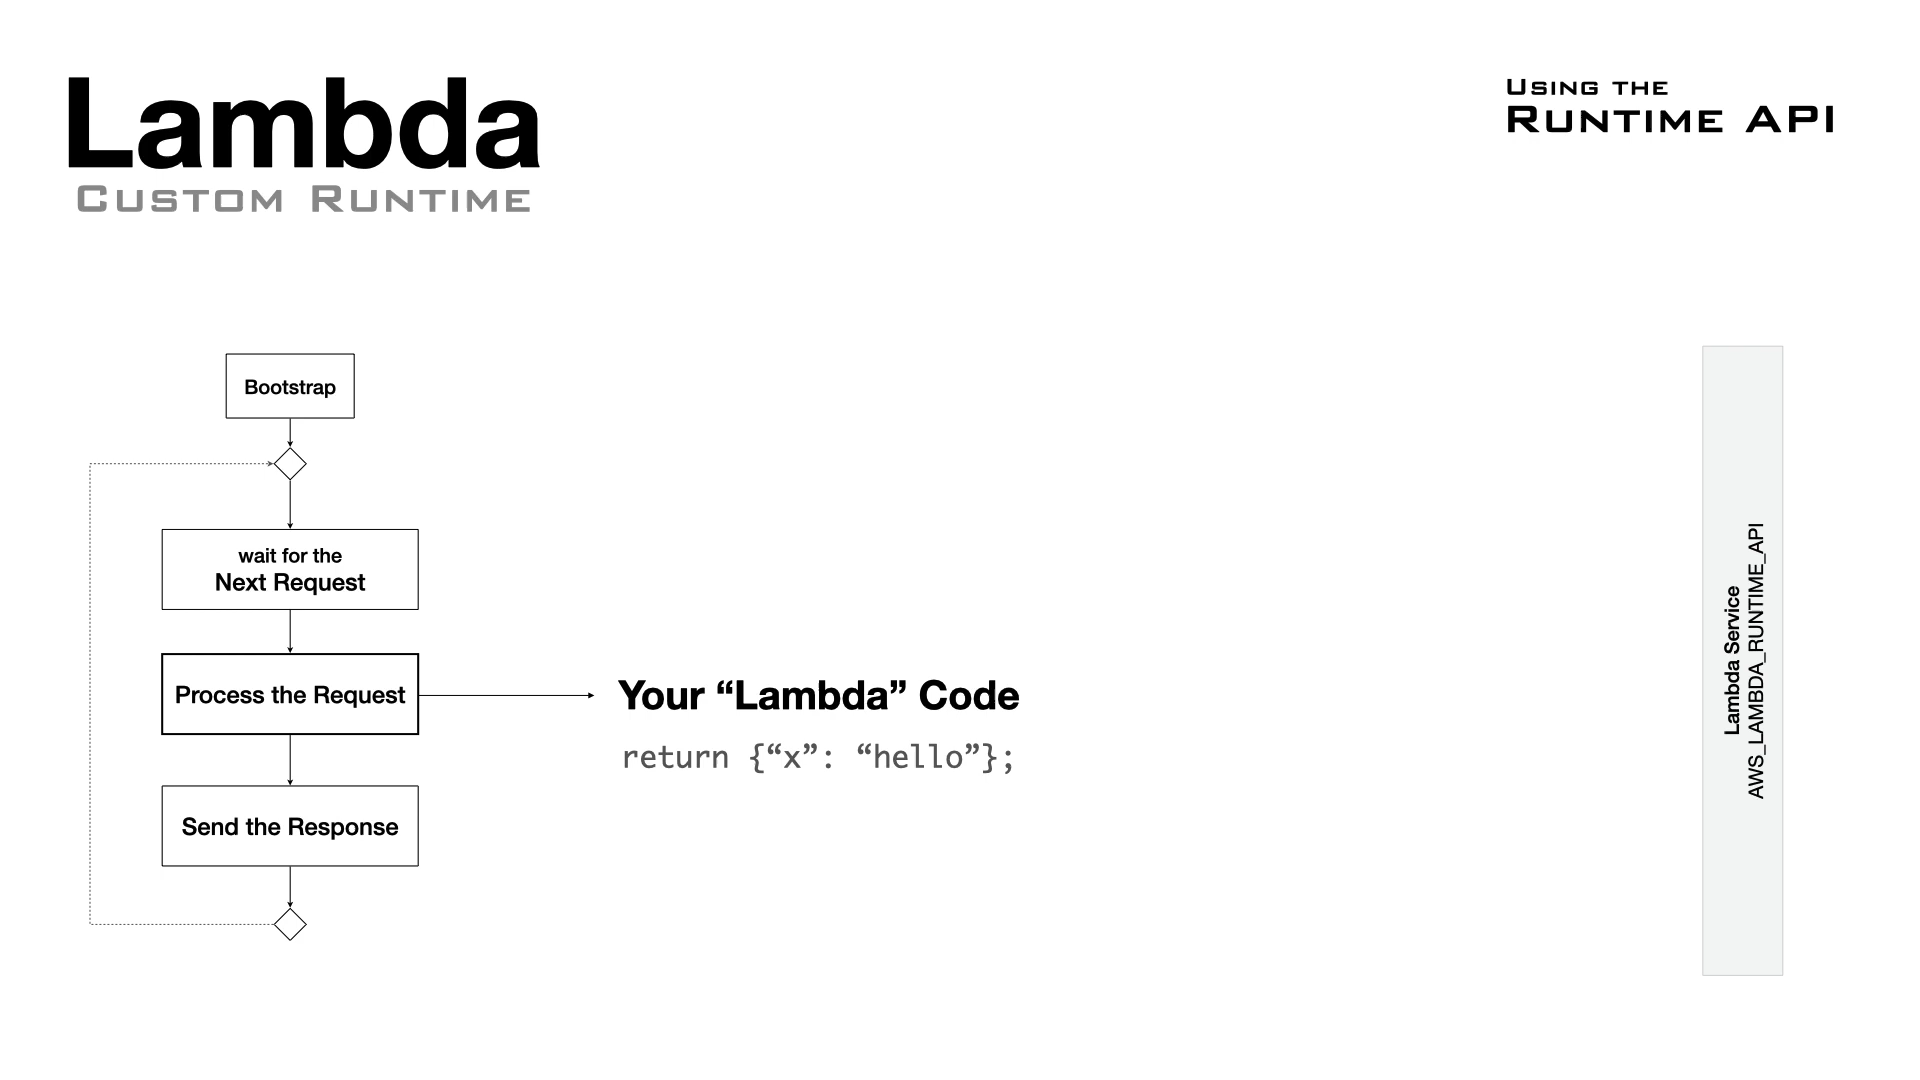 Lambda
Custom Runtime
Using the
Runtime API
Bootstrap
wait for the
Next Request
Process the Request
Your “Lambda” Code
return {“x”: “hello”};
Send the Response
Lambda Service
AWS_LAMBDA_RUNTIME_API